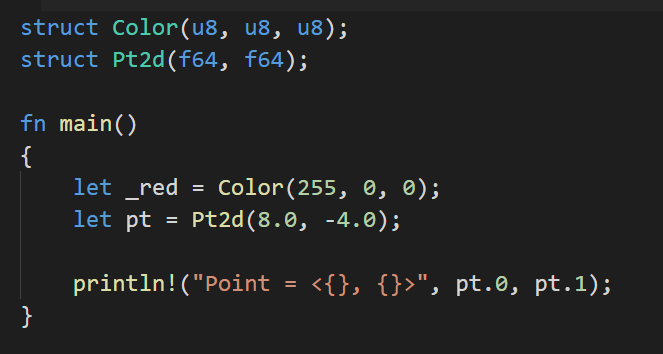 struct Color(u8, u8, u8);
struct Pt2d(f64, f64);

fn main()
{
    let _red = Color(255, 0, 0);
    let pt = Pt2d(8.0, -4.0);

    println!("Point = <{}, {}>", pt.0, pt.1);
}